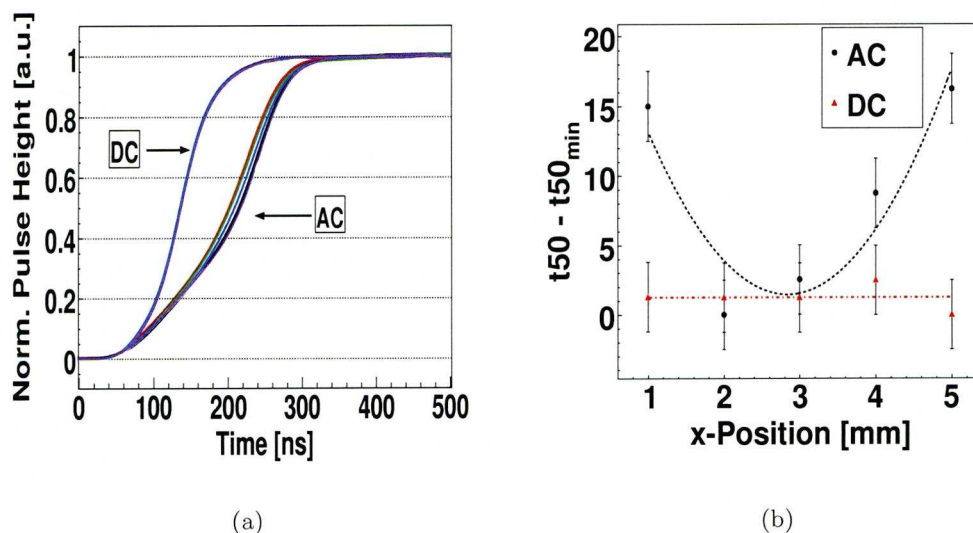 Norm. Pulse Height [a.u.]
1
0.8
0.6
0.4
0.2
0
DC
AC
0 100 200 300 400 500
Time [ns]
(a)
t50 - t50min
20
15
10
5
0
AC
DC
1 2 3 4 5
x-Position [mm]
(b)